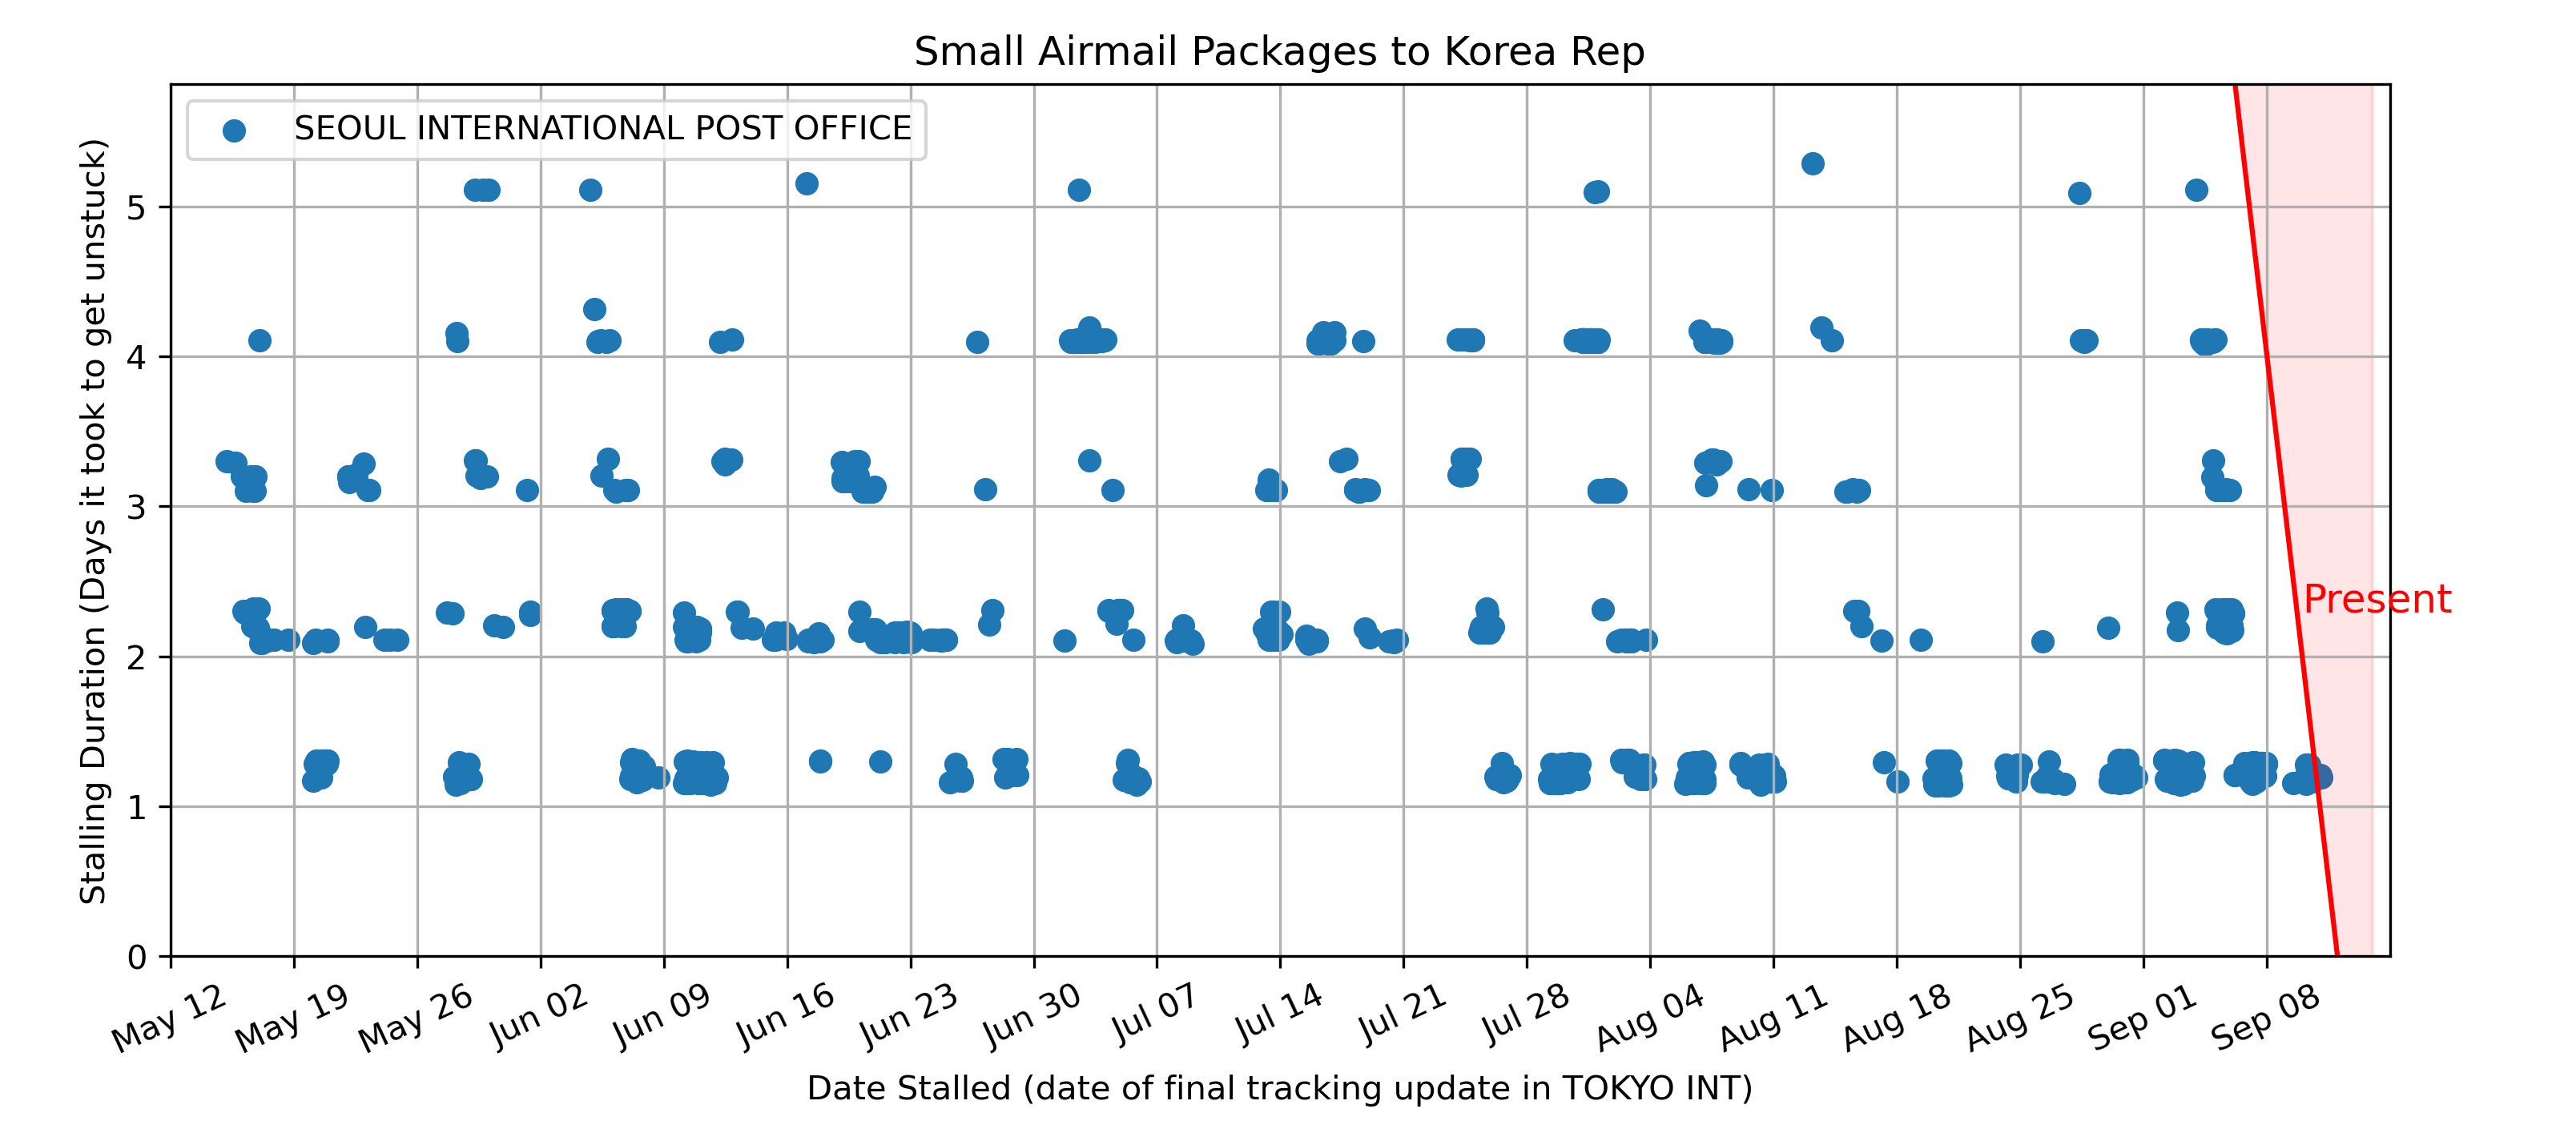 Small Airmail Packages to Korea Rep
SEOUL INTERNATIONAL POST OFFICE
Stalling Duration (Days it took to get unstuck)
5
4
3
2
1
0
Present
May 12
May 19
May 26
Jun 02
Jun 09
Jun 16
Jun 23
Jun 30
Jul 07
Jul 14
Jul 21
Jul 28
Aug 04
Aug 11
Aug 18
Aug 25
Sep 01
Sep 08
Date Stalled (date of final tracking update in TOKYO INT)